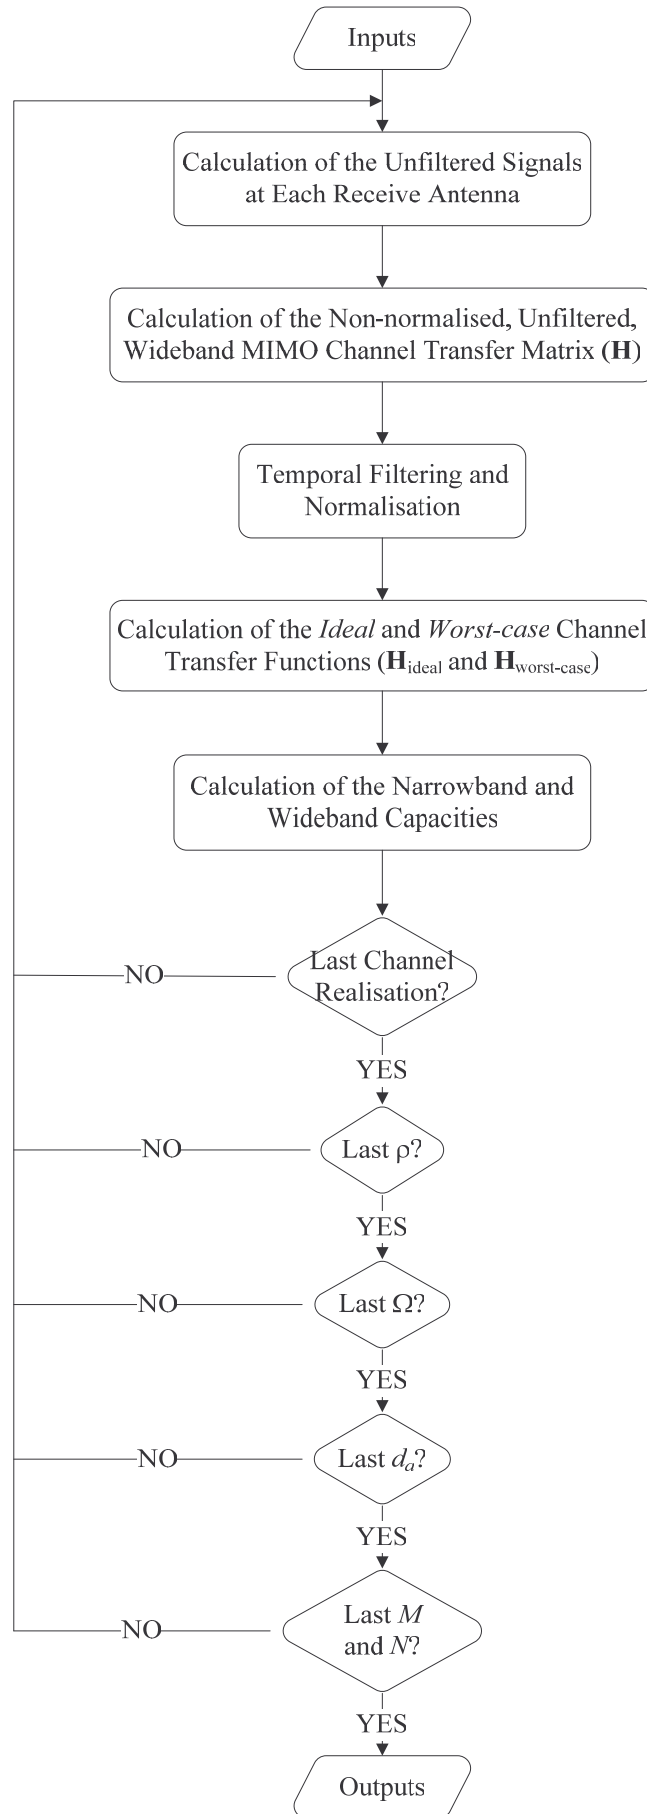 Inputs
Calculation of the Unfiltered Signals
at Each Receive Antenna
Calculation of the Non-normalised, Unfiltered,
Wideband MIMO Channel Transfer Matrix (H)
Temporal Filtering and
Normalisation
Calculation of the Ideal and Worst-case Channel
Transfer Functions (Hideal and Hworst-case)
Calculation of the Narrowband and
Wideband Capacities
Last Channel
Realisation?
NO
YES
Last ρ?
NO
YES
Last Ω?
NO
YES
Last da?
NO
YES
Last M
and N?
NO
YES
Outputs